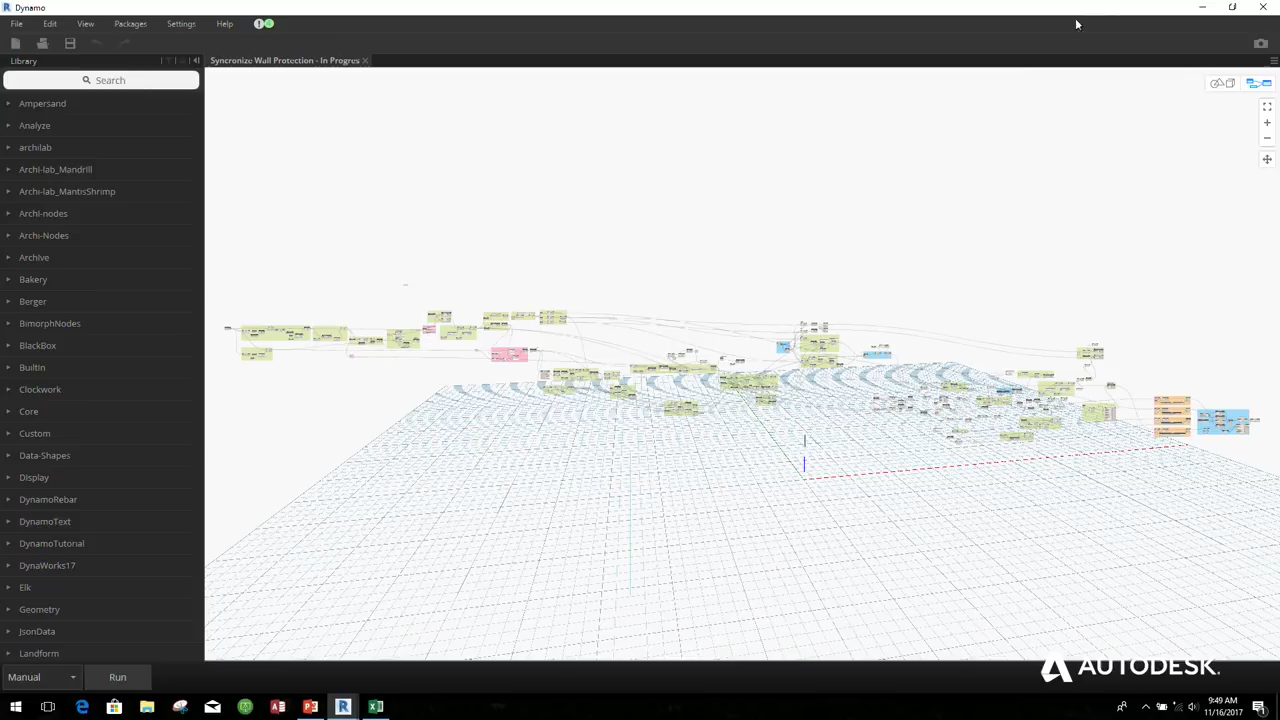 Dynamo
File Edit View Packages Settings Help
Library
Syncronize Wall Protection - In Progres
Search
Ampersand
Analyze
archilab
Archi-lab_Mandrill
Archi-lab_MantisShrimp
Archi-nodes
Archi-Nodes
Archive
Bakery
Berger
BimorphNodes
BlackBox
BuiltIn
Clockwork
Core
Custom
Data-Shapes
Display
DynamoRebar
DynamoText
DynamoTutorial
DynaWorks17
Elk
Geometry
JsonData
Landform
Manual
Run
AUTODESK.
9:49 AM
11/16/2017